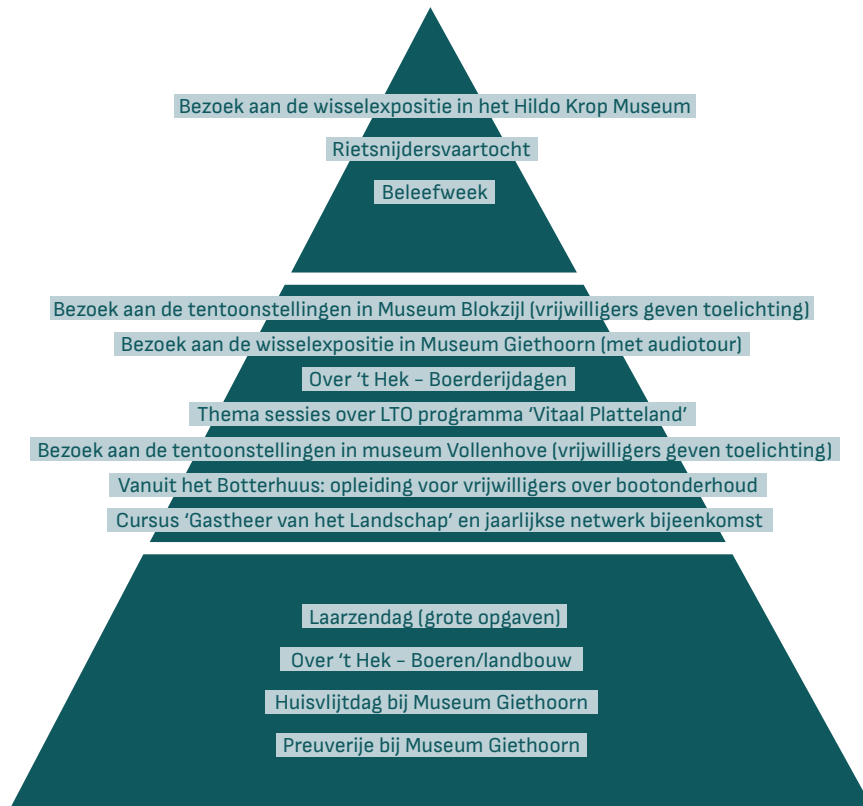 Bezoek aan de wisselexpositie in het Hildo Krop Museum
Rietsnijdersvaartocht
Beleefweek
Bezoek aan de tentoonstellingen in Museum Blokzijl (vrijwilligers geven toelichting)
Bezoek aan de wisselexpositie in Museum Giethoorn (met audiotour)
Over ‘t Hek - Boerderijdagen
Thema sessies over LTO programma ‘Vitaal Platteland’
Bezoek aan de tentoonstellingen in museum Vollenhove (vrijwilligers geven toelichting)
Vanuit het Botterhuus: opleiding voor vrijwilligers over bootonderhoud
Cursus ‘Gastheer van het Landschap’ en jaarlijkse netwerk bijeenkomst
Laarzendag (grote opgaven)
Over ‘t Hek - Boeren/landbouw
Huisvlijtdag bij Museum Giethoorn
Preuverije bij Museum Giethoorn